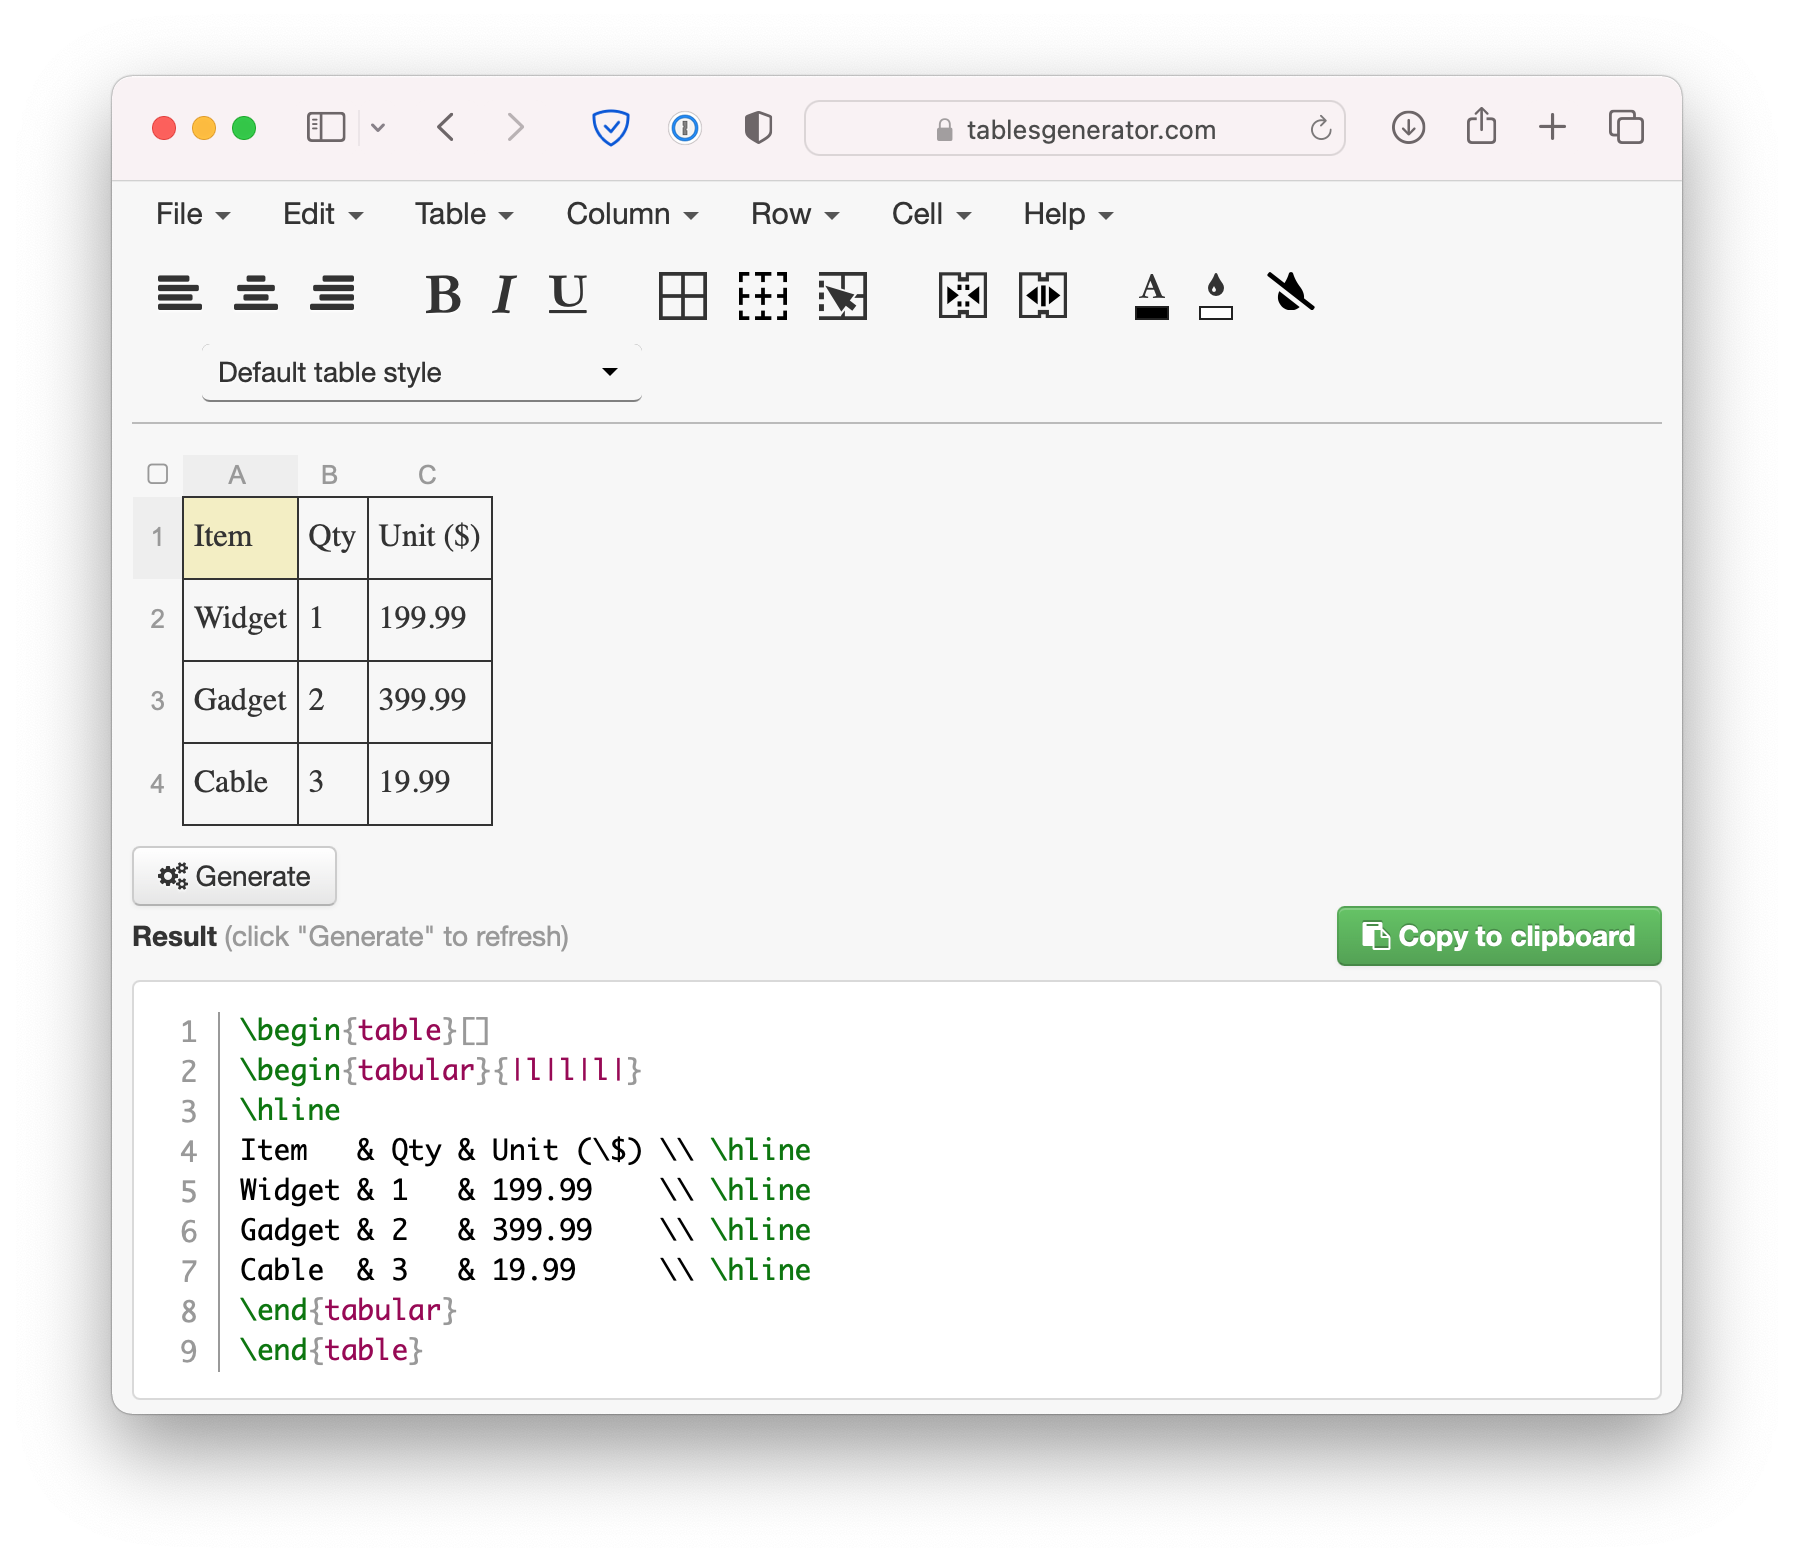 tablesgenerator.com
File Edit Table Column Row Cell Help
B I U A
Default table style
A B C
1 Item Qty Unit ($)
2 Widget 1 199.99
3 Gadget 2 399.99
4 Cable 3 19.99
Generate
Result (click "Generate" to refresh)
Copy to clipboard
1 \begin{table}[]
2 \begin{tabular}{|l|l|l|}
3 \hline
4 Item   & Qty & Unit (\$) \\ \hline
5 Widget & 1   & 199.99    \\ \hline
6 Gadget & 2   & 399.99    \\ \hline
7 Cable  & 3   & 19.99     \\ \hline
8 \end{tabular}
9 \end{table}